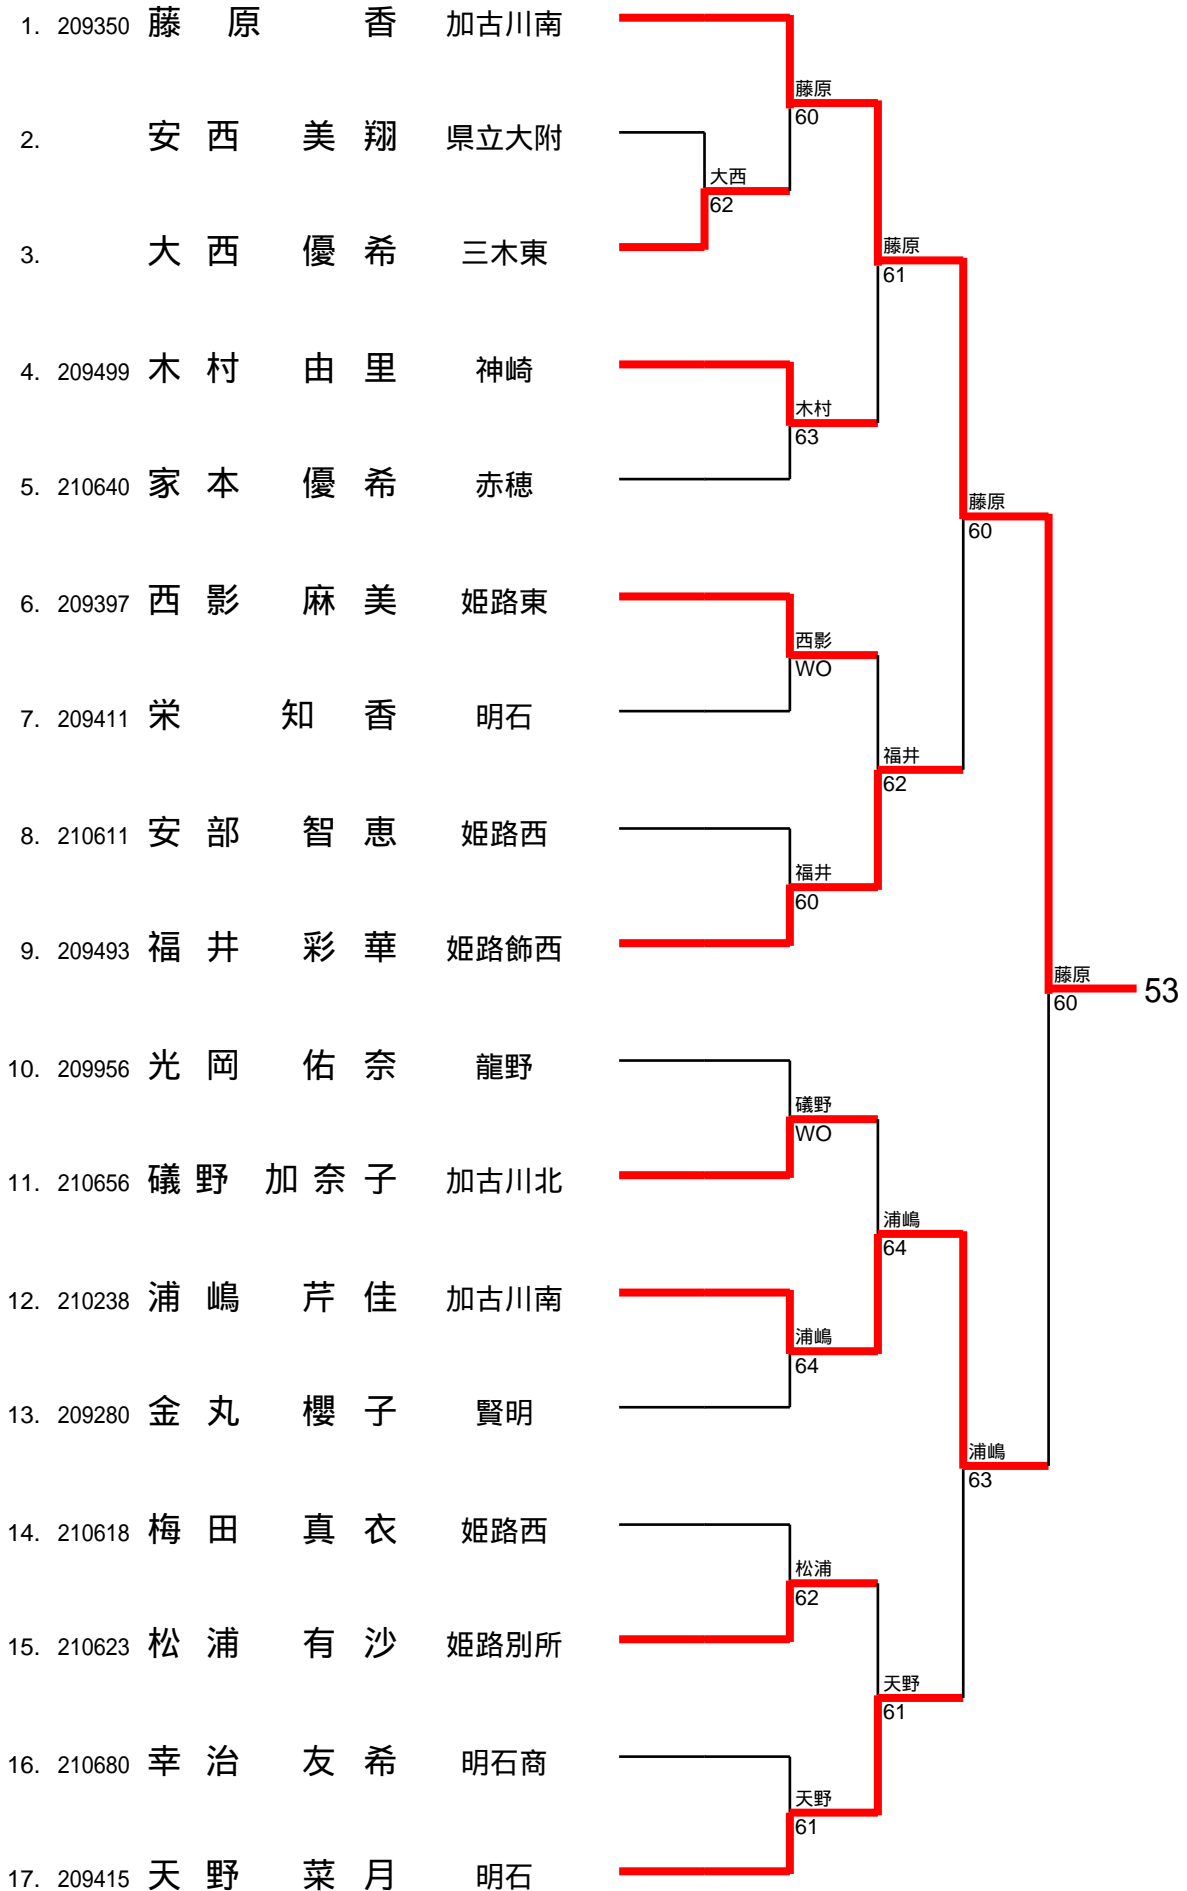 1. 209350 藤原 香 加古川南
藤原
60
2. 安西 美翔 県立大附
大西
62
3. 大西 優希 三木東
藤原
61
4. 209499 木村 由里 神崎
木村
63
5. 210640 家本 優希 赤穂
藤原
60
6. 209397 西影 麻美 姫路東
西影
WO
7. 209411 栄 知香 明石
福井
62
8. 210611 安部 智恵 姫路西
福井
60
9. 209493 福井 彩華 姫路飾西
藤原
60
53
10. 209956 光岡 佑奈 龍野
礒野
WO
11. 210656 礒野 加奈子 加古川北
浦嶋
64
12. 210238 浦嶋 芹佳 加古川南
浦嶋
64
13. 209280 金丸 櫻子 賢明
浦嶋
63
14. 210618 梅田 真衣 姫路西
松浦
62
15. 210623 松浦 有沙 姫路別所
天野
61
16. 210680 幸治 友希 明石商
天野
61
17. 209415 天野 菜月 明石